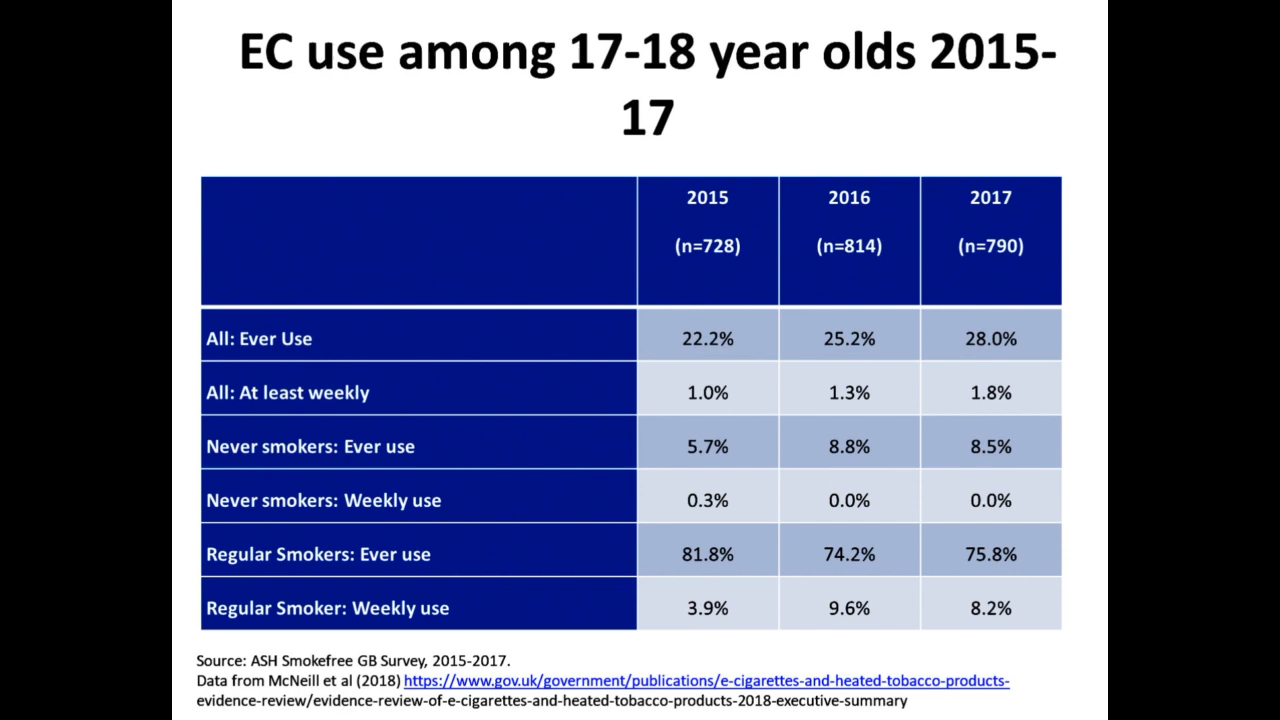 EC use among 17-18 year olds 2015-
17
2015 2016 2017
(n=728) (n=814) (n=790)
All: Ever Use 22.2% 25.2% 28.0%
All: At least weekly 1.0% 1.3% 1.8%
Never smokers: Ever use 5.7% 8.8% 8.5%
Never smokers: Weekly use 0.3% 0.0% 0.0%
Regular Smokers: Ever use 81.8% 74.2% 75.8%
Regular Smoker: Weekly use 3.9% 9.6% 8.2%
Source: ASH Smokefree GB Survey, 2015-2017.
Data from McNeill et al (2018) https://www.gov.uk/government/publications/e-cigarettes-and-heated-tobacco-products-
evidence-review/evidence-review-of-e-cigarettes-and-heated-tobacco-products-2018-executive-summary